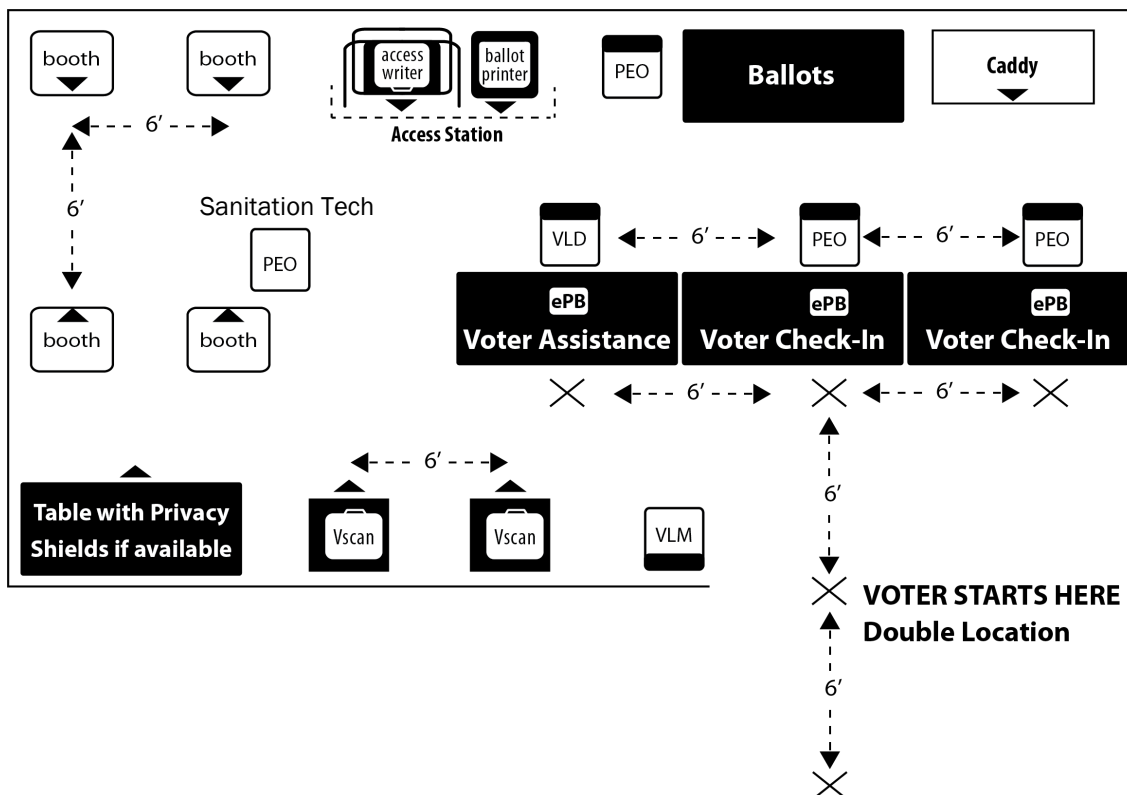 booth
booth
access
writer
ballot
printer
PEO
Ballots
Caddy
6′
Access Station
6′
Sanitation Tech
PEO
VLD
6′
PEO
6′
PEO
ePB
Voter Assistance
ePB
Voter Check-In
ePB
Voter Check-In
booth
booth
6′
6′
6′
6′
Table with Privacy
Shields if available
Vscan
Vscan
VLM
VOTER STARTS HERE
Double Location
6′